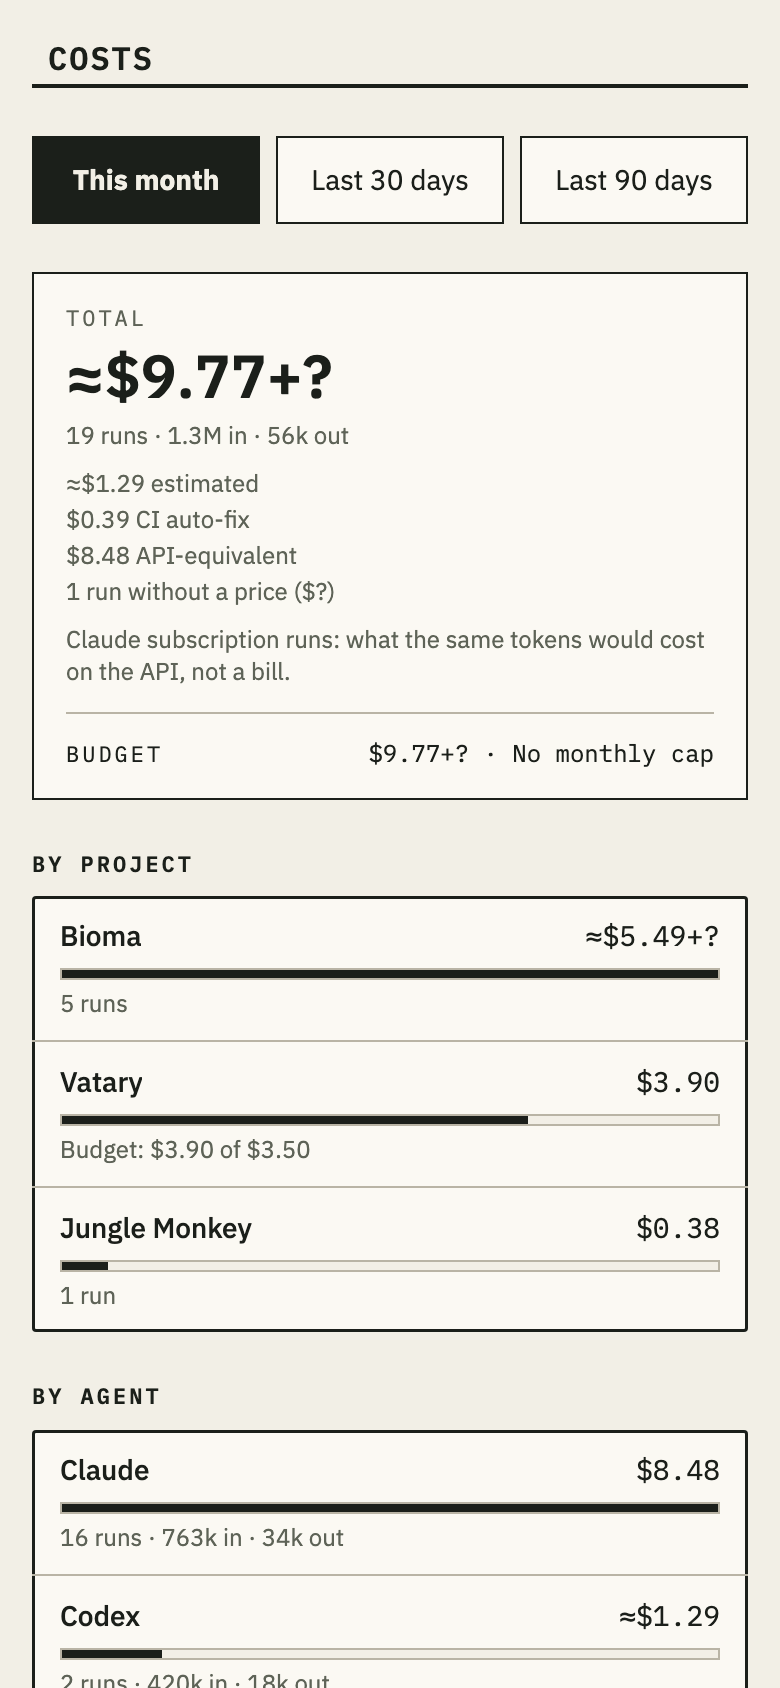 COSTS
This month
Last 30 days
Last 90 days
TOTAL
≈$9.77+?
19 runs · 1.3M in · 56k out
≈$1.29 estimated
$0.39 CI auto-fix
$8.48 API-equivalent
1 run without a price ($?)
Claude subscription runs: what the same tokens would cost
on the API, not a bill.
BUDGET $9.77+? · No monthly cap
BY PROJECT
Bioma ≈$5.49+?
5 runs
Vatary $3.90
Budget: $3.90 of $3.50
Jungle Monkey $0.38
1 run
BY AGENT
Claude $8.48
16 runs · 763k in · 34k out
Codex ≈$1.29
2 runs · 420k in · 18k out